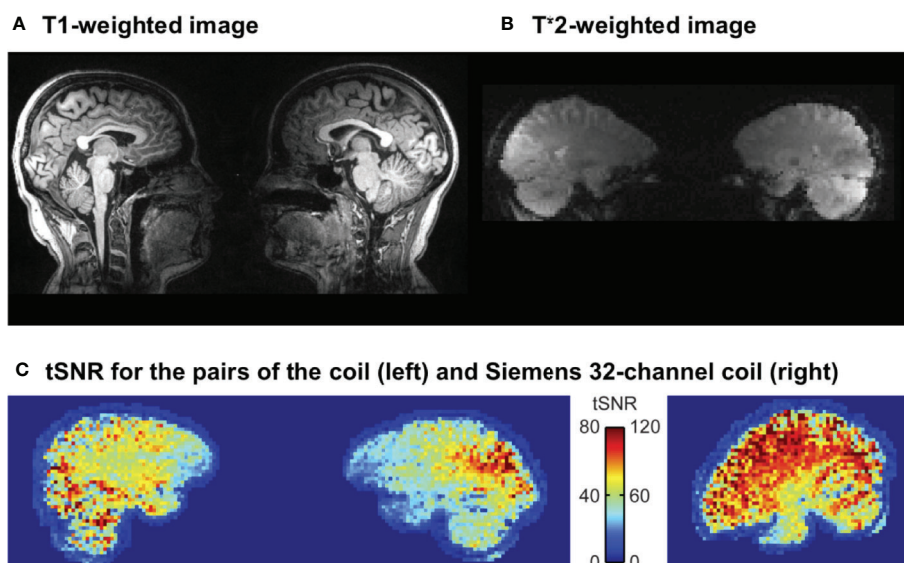 A T1-weighted image
B T*2-weighted image
C tSNR for the pairs of the coil (left) and Siemens 32-channel coil (right)
tSNR
80 120
40 60
0 0